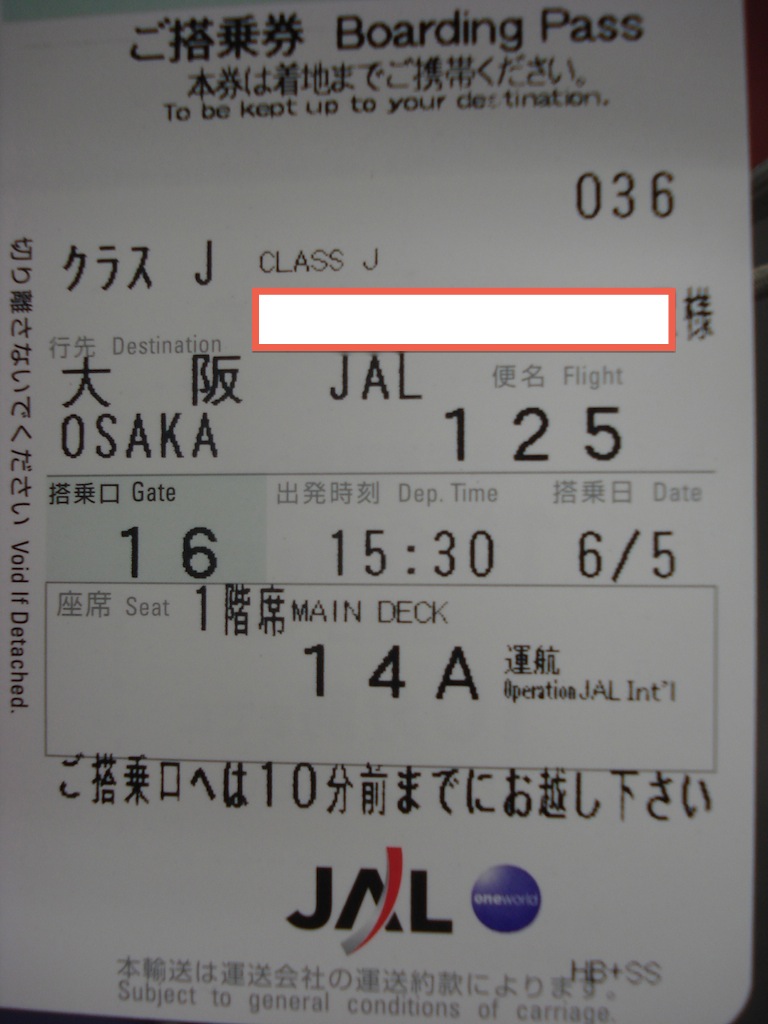 ご搭乗券 Boarding Pass
本券は着地までご携帯ください。
To be kept up to your destination.
036
クラス J CLASS J
様
行先 Destination
大 阪 JAL 便名 Flight
OSAKA 125
搭乗口 Gate 出発時刻 Dep. Time 搭乗日 Date
16 15:30 6/5
座席 Seat 1階席 MAIN DECK
14A 運航
Operation JAL Int'l
ご搭乗口へは10分前までにお越し下さい
JAL oneworld
本輸送は運送会社の運送約款によります。 HB+SS
Subject to general conditions of carriage.
切り離さないでください Void If Detached.